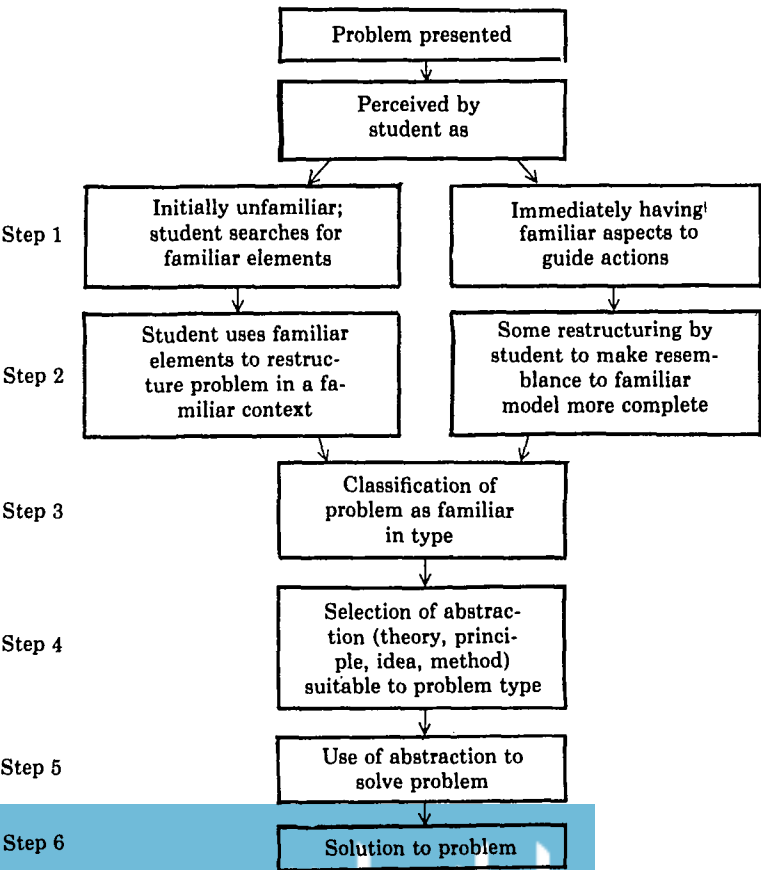 Problem presented
Perceived by
student as
Step 1
Initially unfamiliar;
student searches for
familiar elements
Immediately having
familiar aspects to
guide actions
Step 2
Student uses familiar
elements to restruc-
ture problem in a fa-
miliar context
Some restructuring by
student to make resem-
blance to familiar
model more complete
Step 3
Classification of
problem as familiar
in type
Step 4
Selection of abstrac-
tion (theory, princi-
ple, idea, method)
suitable to problem type
Step 5
Use of abstraction to
solve problem
Step 6
Solution to problem